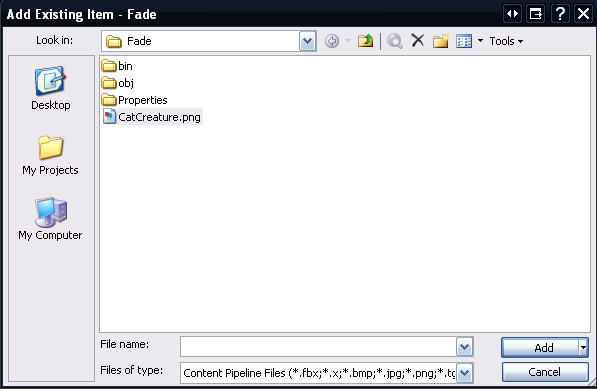 Add Existing Item - Fade
Look in: Fade Tools
bin
obj
Properties
CatCreature.png
Desktop
My Projects
My Computer
File name: Add
Files of type: Content Pipeline Files (*.fbx;*.x;*.bmp;*.jpg;*.png;*.tg Cancel